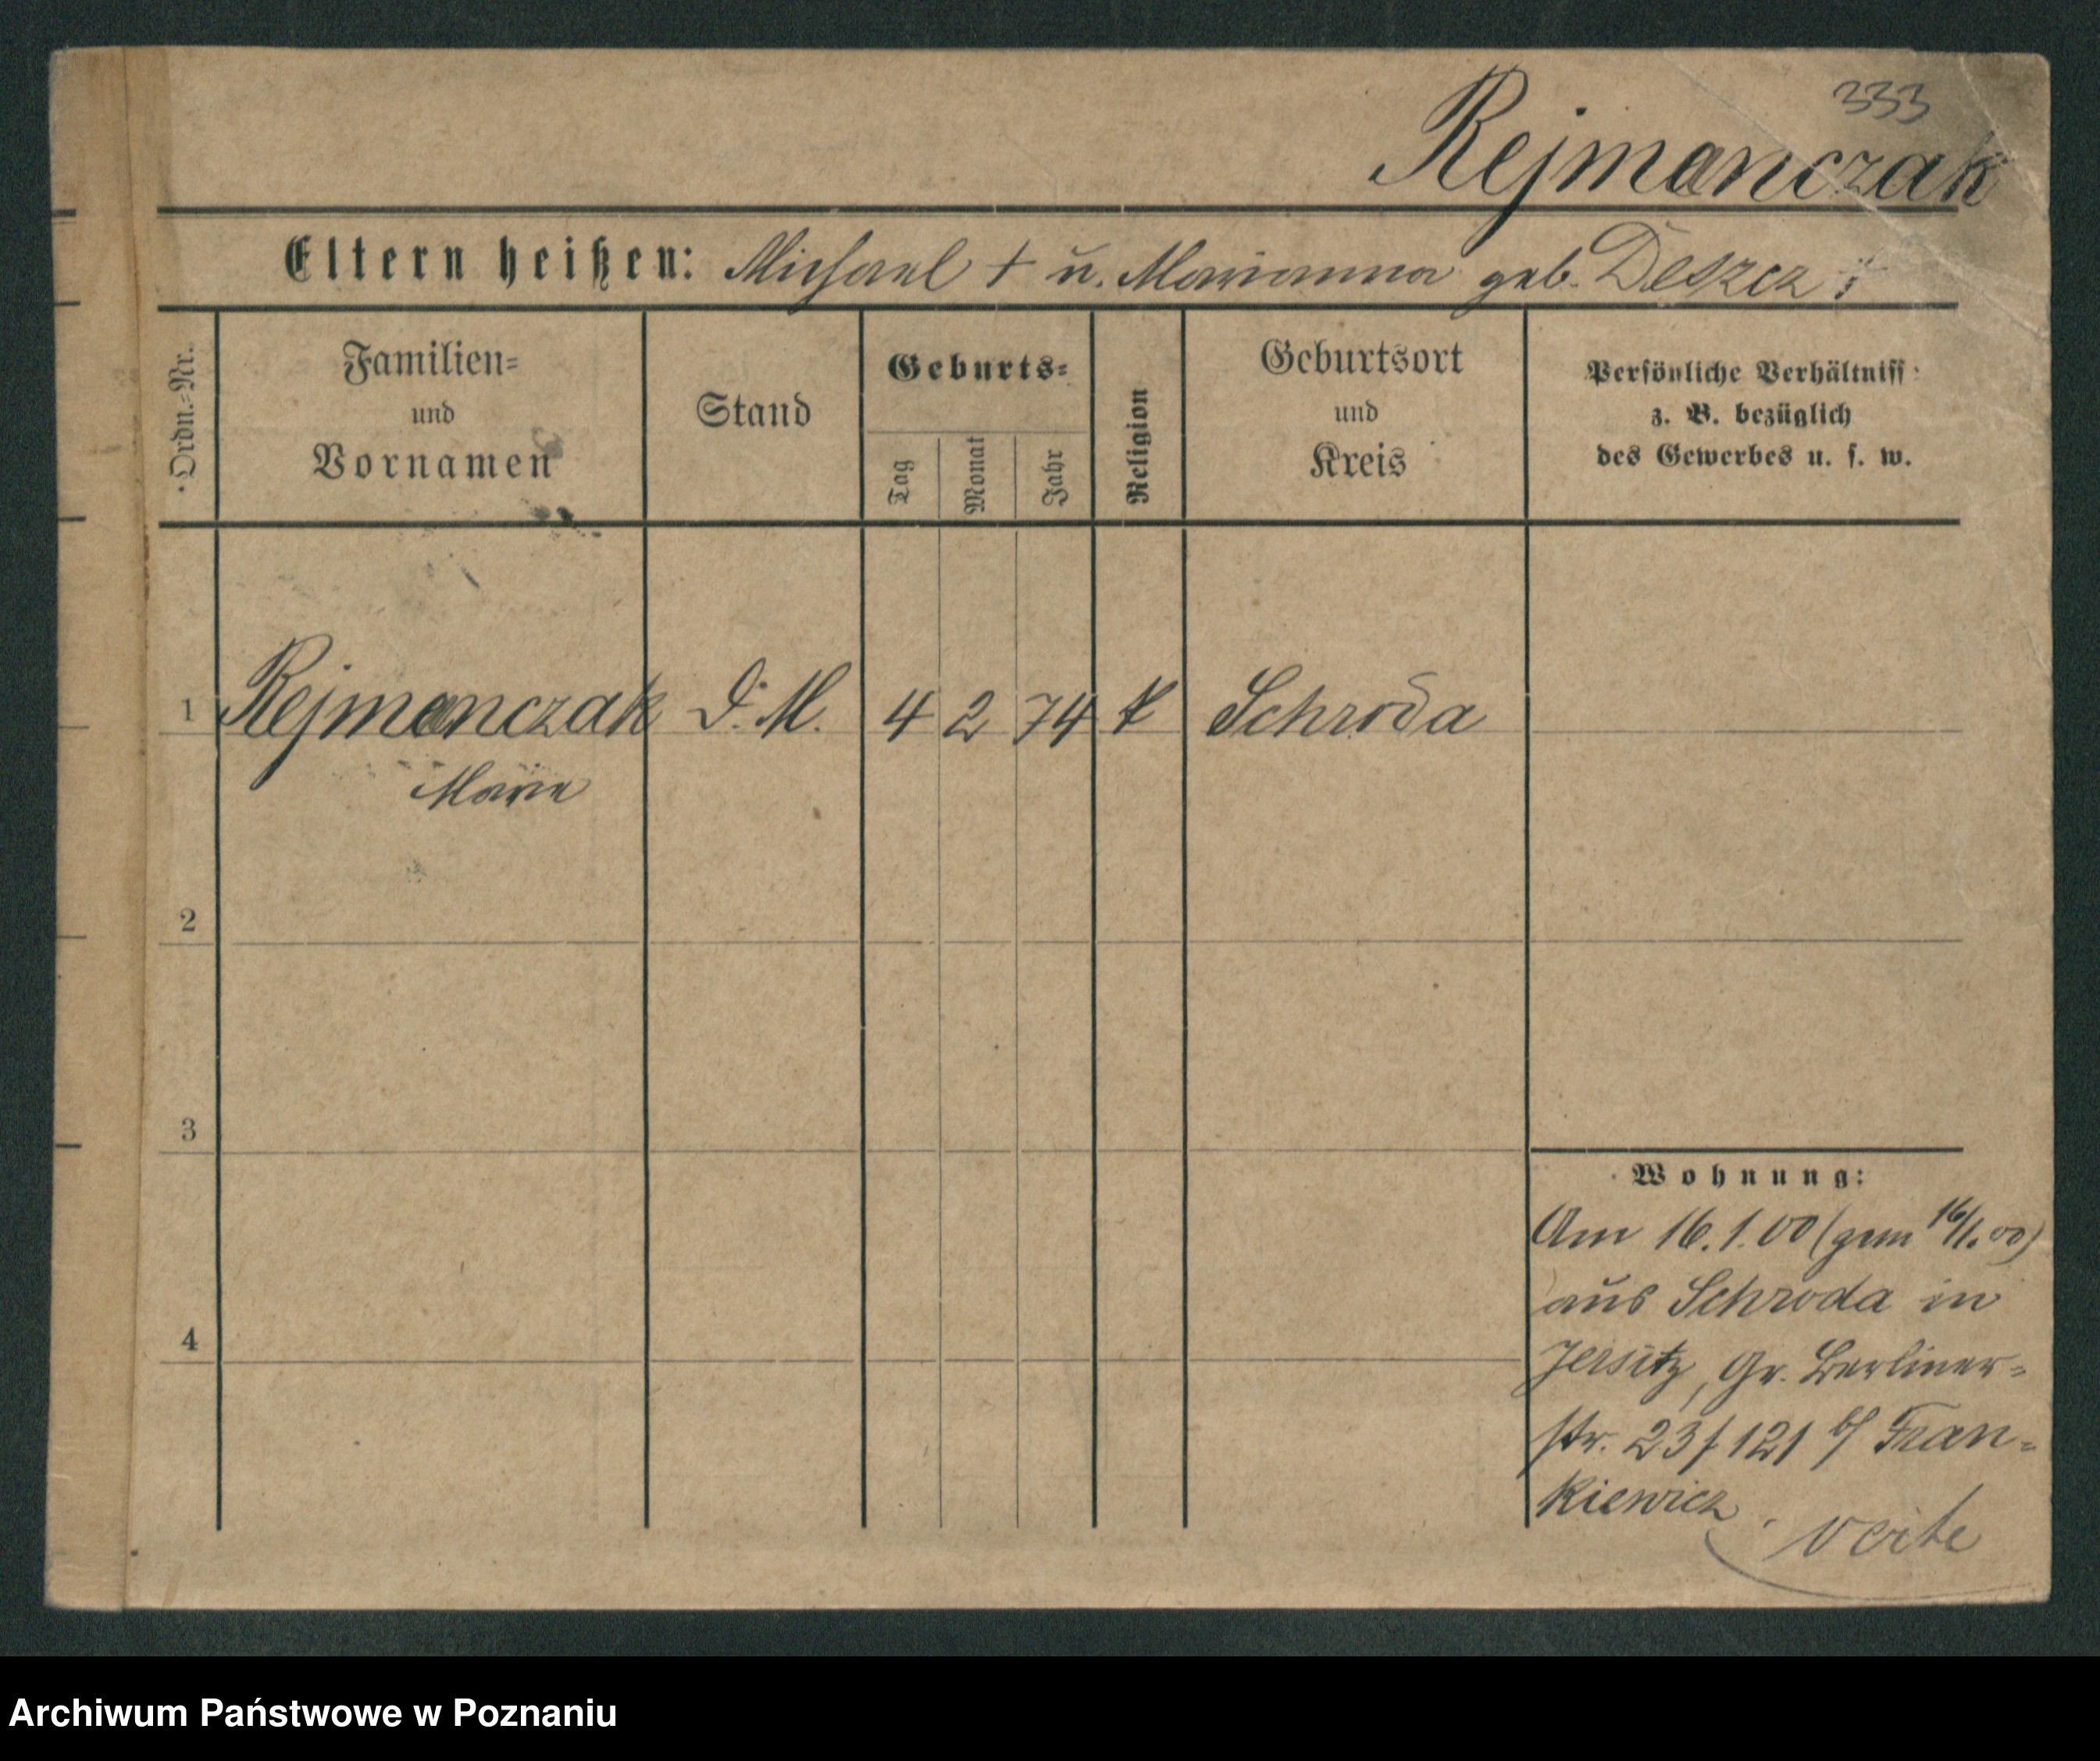 333
Rejmanczak
Eltern heißen: Michael + u. Marianna geb. Deszcz
Ordn.=Nr.
Familien=
und
Vornamen
Stand
Geburts=
Tag
Monat
Jahr
Religion
Geburtsort
und
Kreis
Persönliche Verhältniss
z. B. bezüglich
des Gewerbes u. s. w.
1 Rejmanczak D. M. 4 2 74 k Schroda
Marie
2
3
4
Wohnung:
Am 16.1.00 (gem 16/1.00)
aus Schroda in
Jersitz, Gr. Berliner=
str. 23/121 b/ Fran=
kiewicz
verte
Archiwum Państwowe w Poznaniu